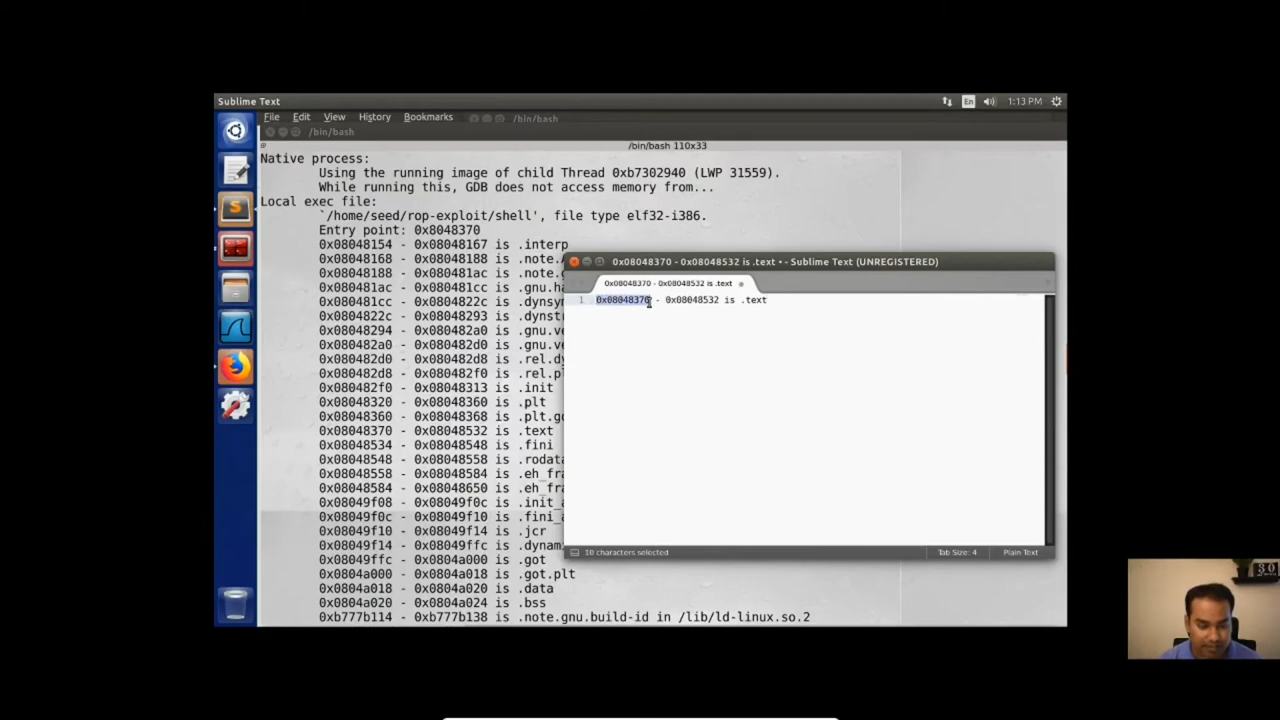 Sublime Text
En
1:13 PM
File Edit View History Bookmarks
/bin/bash
/bin/bash
/bin/bash 110x33
Native process:
Using the running image of child Thread 0xb7302940 (LWP 31559).
While running this, GDB does not access memory from...
Local exec file:
`/home/seed/rop-exploit/shell', file type elf32-i386.
Entry point: 0x8048370
0x08048154 - 0x08048167 is .interp
0x08048168 - 0x08048188 is .note.
0x08048188 - 0x080481ac is .note.g
0x080481ac - 0x080481cc is .gnu.ha
0x080481cc - 0x0804822c is .dynsy
0x0804822c - 0x08048293 is .dynstr
0x08048294 - 0x080482a0 is .gnu.ve
0x080482a0 - 0x080482d0 is .gnu.ve
0x080482d0 - 0x080482d8 is .rel.dy
0x080482d8 - 0x080482f0 is .rel.pl
0x080482f0 - 0x08048313 is .init
0x08048320 - 0x08048360 is .plt
0x08048360 - 0x08048368 is .plt.go
0x08048370 - 0x08048532 is .text
0x08048534 - 0x08048548 is .fini
0x08048548 - 0x08048558 is .rodata
0x08048558 - 0x08048584 is .eh_fra
0x08048584 - 0x08048650 is .eh_fra
0x08049f08 - 0x08049f0c is .init_a
0x08049f0c - 0x08049f10 is .fini_a
0x08049f10 - 0x08049f14 is .jcr
0x08049f14 - 0x08049ffc is .dynami
0x08049ffc - 0x0804a000 is .got
0x0804a000 - 0x0804a018 is .got.plt
0x0804a018 - 0x0804a020 is .data
0x0804a020 - 0x0804a024 is .bss
0xb777b114 - 0xb777b138 is .note.gnu.build-id in /lib/ld-linux.so.2
0x08048370 - 0x08048532 is .text • - Sublime Text (UNREGISTERED)
0x08048370 - 0x08048532 is .text
1 0x08048370 - 0x08048532 is .text
10 characters selected
Tab Size: 4
Plain Text
30